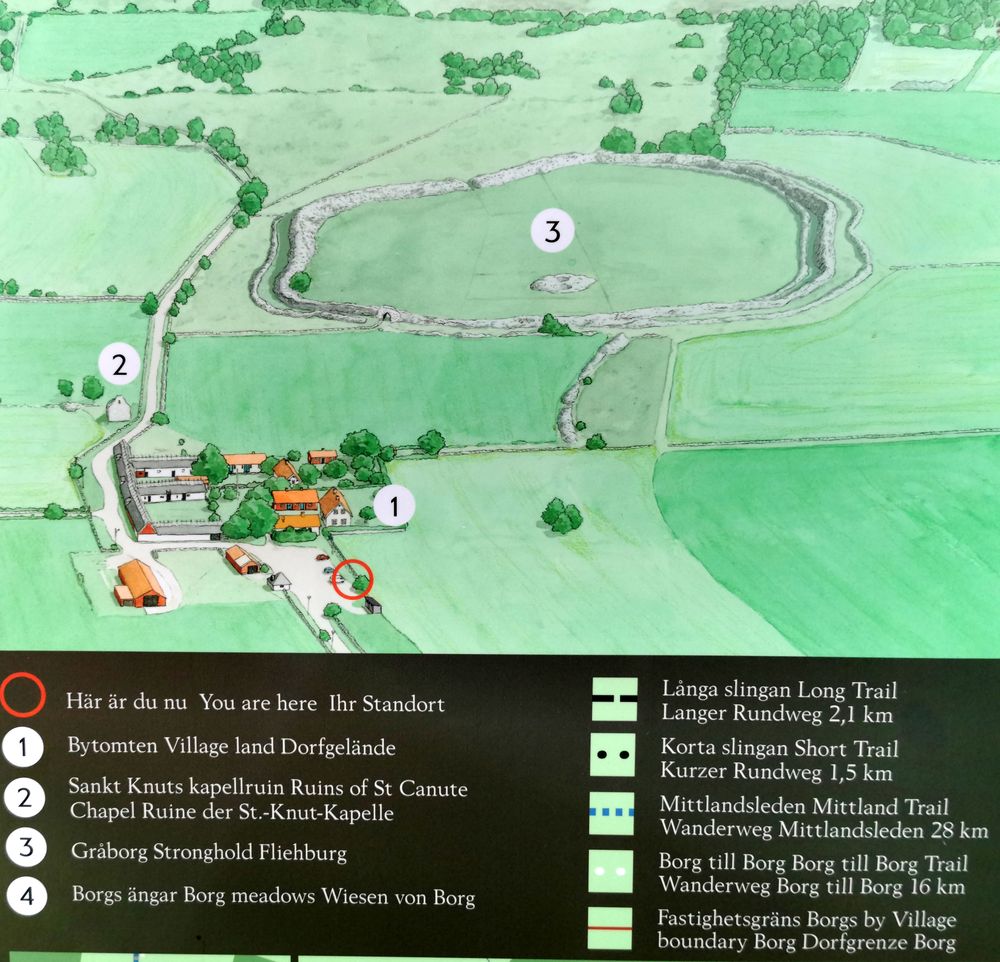 3
2
1
Här är du nu You are here Ihr Standort
1 Bytomten Village land Dorfgelände
2 Sankt Knuts kapellruin Ruins of St Canute
Chapel Ruine der St.-Knut-Kapelle
3 Gråborg Stronghold Fliehburg
4 Borgs ängar Borg meadows Wiesen von Borg
Långa slingan Long Trail
Langer Rundweg 2,1 km
Korta slingan Short Trail
Kurzer Rundweg 1,5 km
Mittlandsleden Mittland Trail
Wanderweg Mittlandsleden 28 km
Borg till Borg Borg till Borg Trail
Wanderweg Borg till Borg 16 km
Fastighetsgräns Borgs by Village
boundary Borg Dorfgrenze Borg